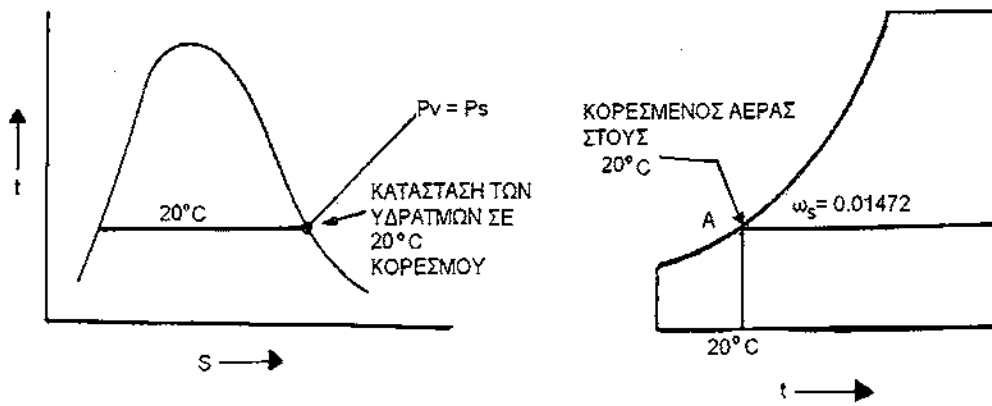 t
20°C
Pv = Ps
ΚΑΤΑΣΤΑΣΗ ΤΩΝ
ΥΔΡΑΤΜΩΝ ΣΕ
20°C
ΚΟΡΕΣΜΟΥ
S
ΚΟΡΕΣΜΕΝΟΣ ΑΕΡΑΣ
ΣΤΟΥΣ
20°C
A
ωs = 0.01472
20°C
t